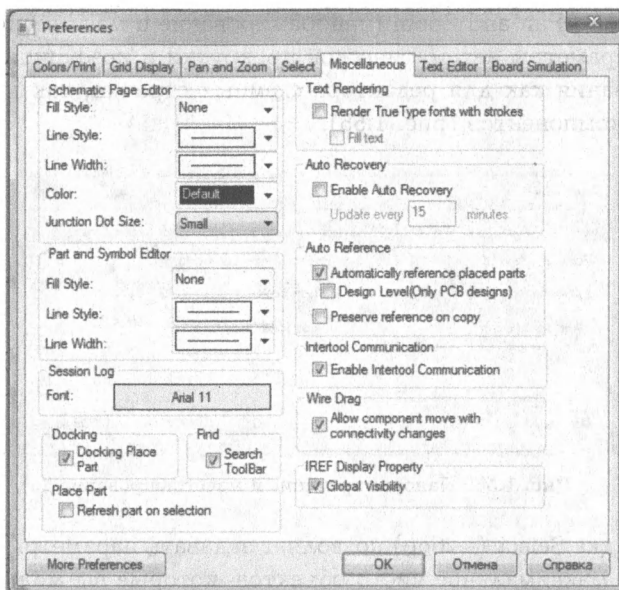 Preferences
Colors/Print Grid Display Pan and Zoom Select Miscellaneous Text Editor Board Simulation
Schematic Page Editor
Fill Style: None
Line Style:
Line Width:
Color: Default
Junction Dot Size: Small
Part and Symbol Editor
Fill Style: None
Line Style:
Line Width:
Session Log
Font: Arial 11
Docking
Docking Place
Part
Find
Search
ToolBar
Place Part
Refresh part on selection
Text Rendering
Render TrueType fonts with strokes
Fill text
Auto Recovery
Enable Auto Recovery
Update every 15 minutes
Auto Reference
Automatically reference placed parts
Design Level(Only PCB designs)
Preserve reference on copy
Intertool Communication
Enable Intertool Communication
Wire Drag
Allow component move with
connectivity changes
IREF Display Property
Global Visibility
More Preferences OK Отмена Справка